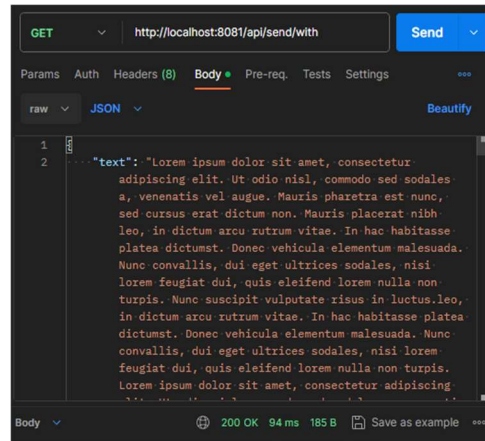 GET http://localhost:8081/api/send/with Send
Params Auth Headers (8) Body Pre-req. Tests Settings
raw JSON Beautify
1 {
2 "text": "Lorem ipsum dolor sit amet, consectetur
adipiscing elit. Ut odio nisl, commodo sed sodales
a, venenatis vel augue. Mauris pharetra est nunc,
sed cursus erat dictum non. Mauris placerat nibh
leo, in dictum arcu rutrum vitae. In hac habitasse
platea dictumst. Donec vehicula elementum malesuada.
Nunc convallis, dui eget ultrices sodales, nisi
lorem feugiat dui, quis eleifend lorem nulla non
turpis. Nunc suscipit vulputate risus in luctus.leo,
in dictum arcu rutrum vitae. In hac habitasse platea
dictumst. Donec vehicula elementum malesuada. Nunc
convallis, dui eget ultrices sodales, nisi lorem
feugiat dui, quis eleifend lorem nulla non turpis.
Lorem ipsum dolor sit amet, consectetur adipiscing
Body 200 OK 94 ms 185 B Save as example